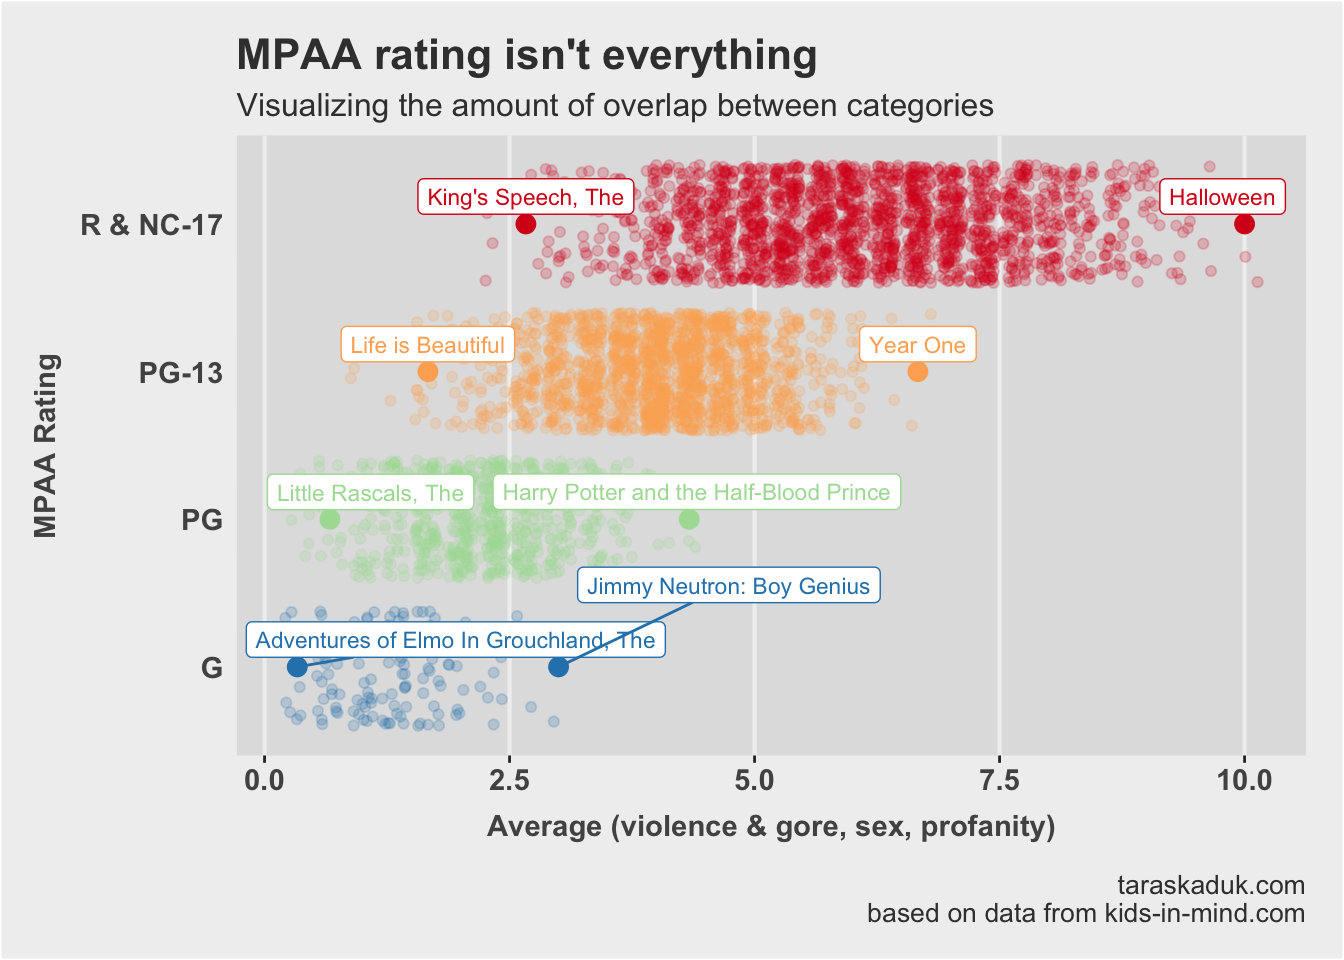 MPAA rating isn't everything
Visualizing the amount of overlap between categories
MPAA Rating
R & NC-17
King's Speech, The
Halloween
PG-13
Life is Beautiful
Year One
PG
Little Rascals, The
Harry Potter and the Half-Blood Prince
G
Jimmy Neutron: Boy Genius
Adventures of Elmo In Grouchland, The
0.0 2.5 5.0 7.5 10.0
Average (violence & gore, sex, profanity)
taraskaduk.com
based on data from kids-in-mind.com